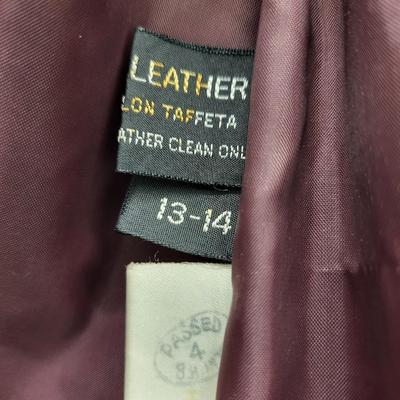 LEATHER
LON TAFFETA
ATHER CLEAN ONL
13-14
PASSED
4